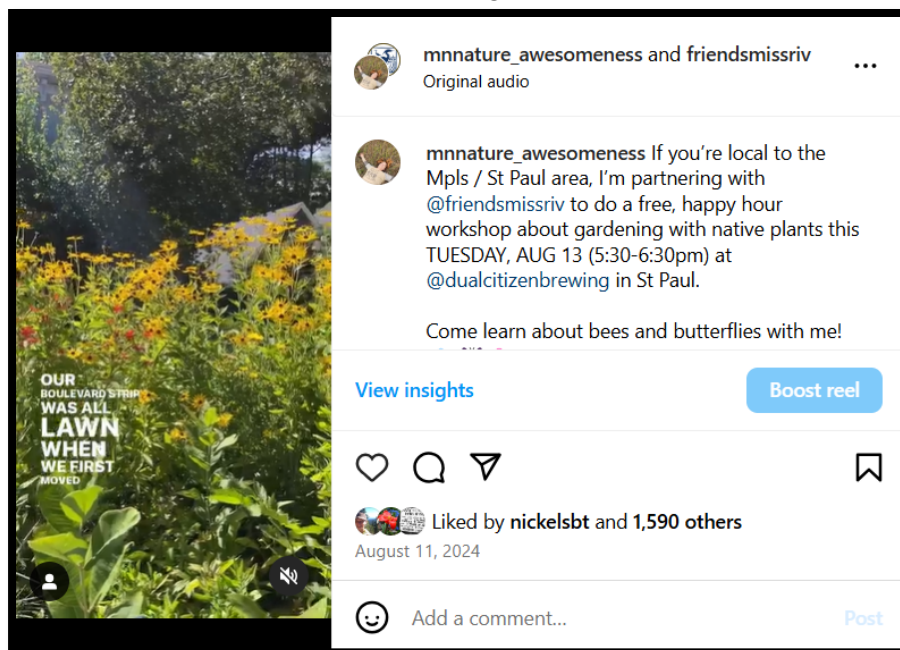 mnnature_awesomeness and friendsmissriv
Original audio
mnnature_awesomeness If you’re local to the
Mpls / St Paul area, I’m partnering with
@friendsmissriv to do a free, happy hour
workshop about gardening with native plants this
TUESDAY, AUG 13 (5:30-6:30pm) at
@dualcitizenbrewing in St Paul.
Come learn about bees and butterflies with me!
OUR
BOULEVARD STRIP
WAS ALL
LAWN
WHEN
WE FIRST
MOVED
View insights
Boost reel
Liked by nickelsbt and 1,590 others
August 11, 2024
Add a comment...
Post